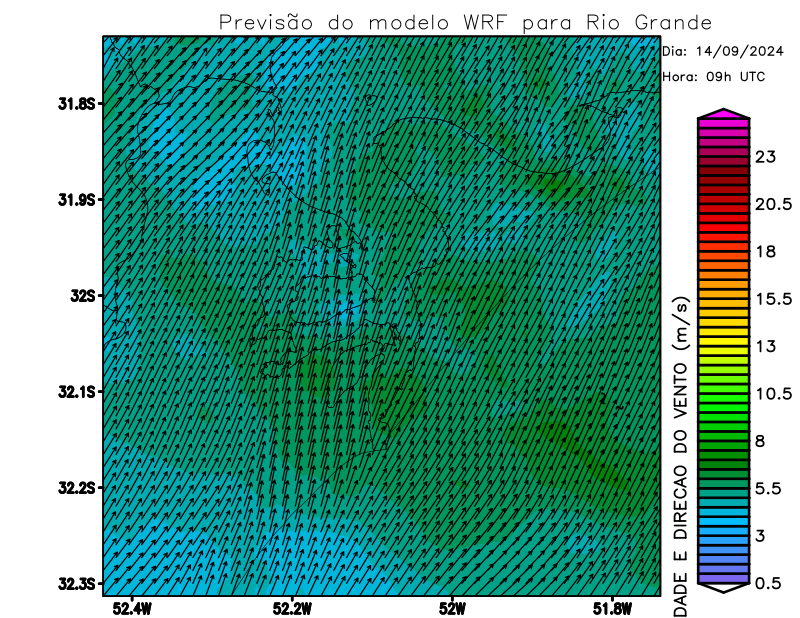 Previsão do modelo WRF para Rio Grande
Dia: 14/09/2024
Hora: 09h UTC
31.8S
31.9S
32S
32.1S
32.2S
32.3S
52.4W
52.2W
52W
51.8W
23
20.5
18
15.5
13
10.5
8
5.5
3
0.5
DADE E DIRECAO DO VENTO (m/s)